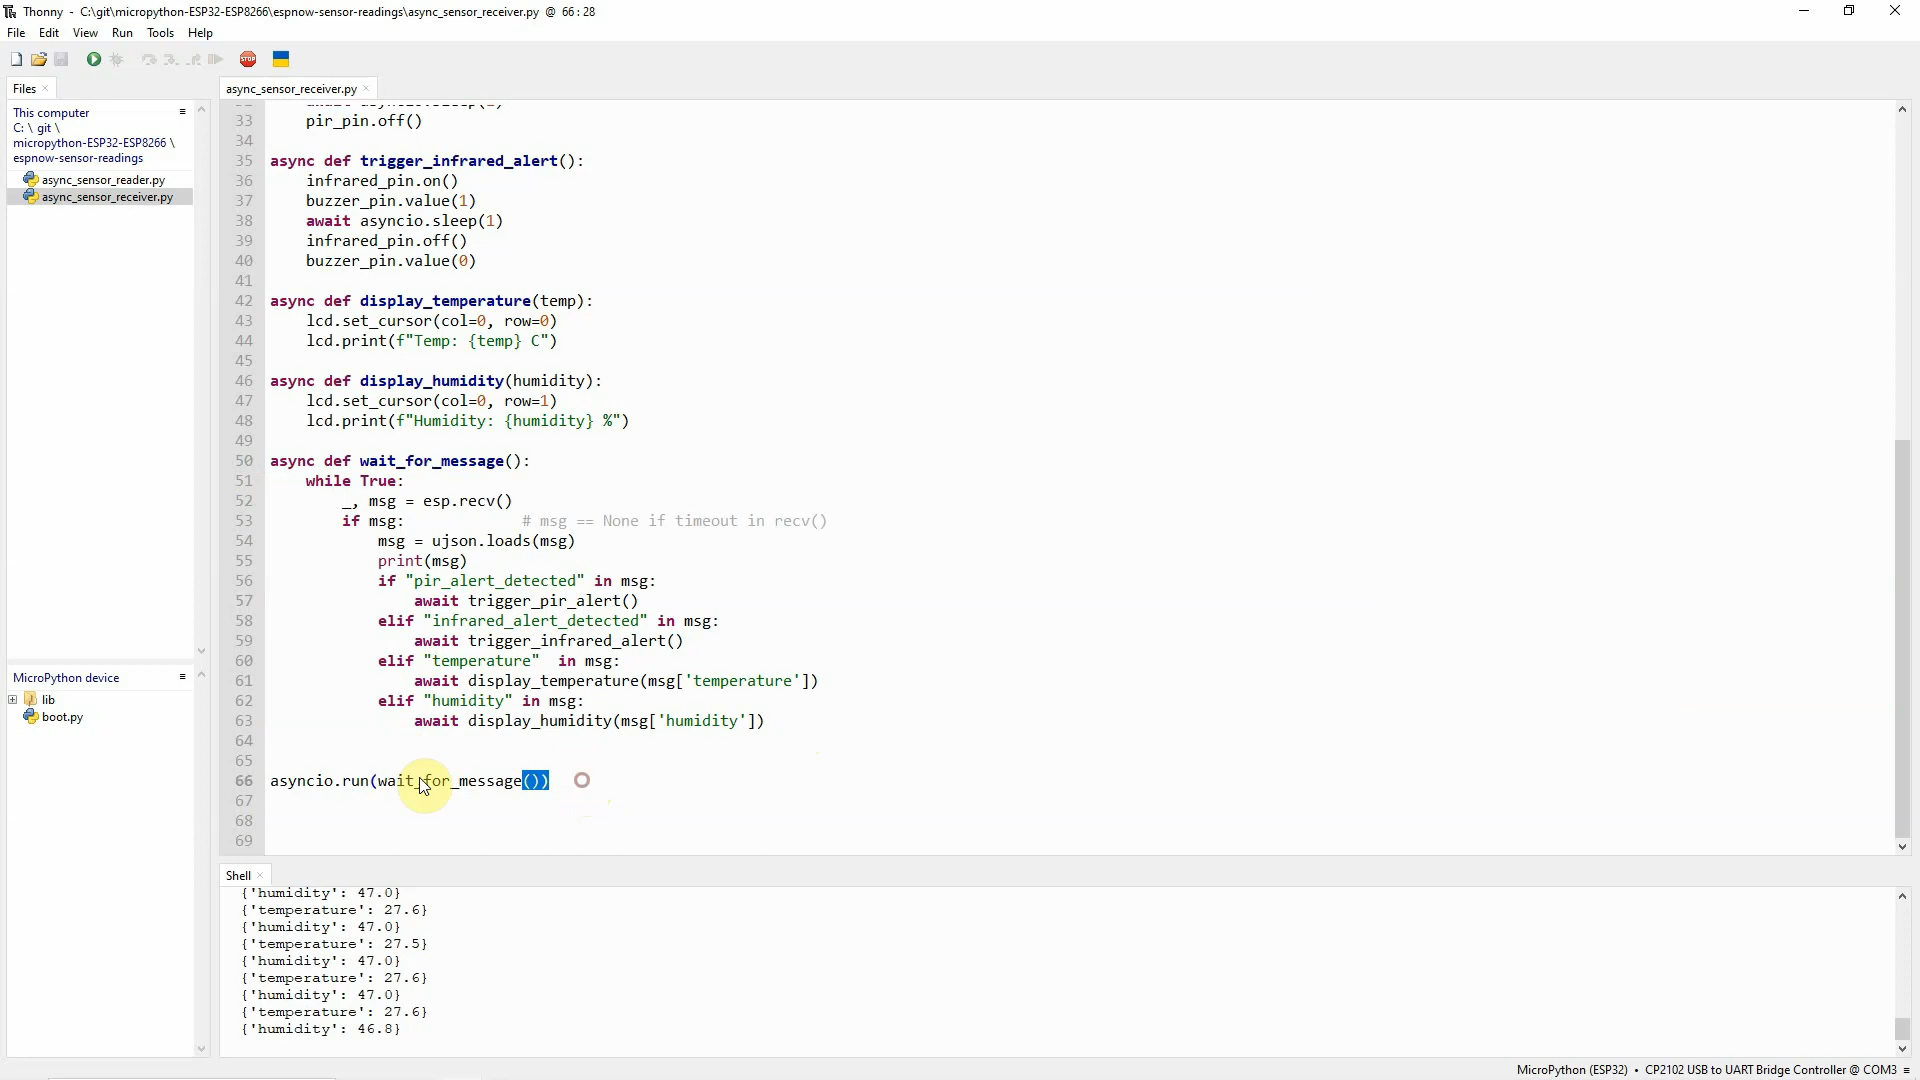 Thonny - C:\git\micropython-ESP32-ESP8266\espnow-sensor-readings\async_sensor_receiver.py @ 66:28
File Edit View Run Tools Help
STOP
Files
async_sensor_receiver.py
This computer
C: \ git \
micropython-ESP32-ESP8266 \
espnow-sensor-readings
async_sensor_reader.py
async_sensor_receiver.py
MicroPython device
lib
boot.py
33 pir_pin.off()
34
35 async def trigger_infrared_alert():
36 infrared_pin.on()
37 buzzer_pin.value(1)
38 await asyncio.sleep(1)
39 infrared_pin.off()
40 buzzer_pin.value(0)
41
42 async def display_temperature(temp):
43 lcd.set_cursor(col=0, row=0)
44 lcd.print(f"Temp: {temp} C")
45
46 async def display_humidity(humidity):
47 lcd.set_cursor(col=0, row=1)
48 lcd.print(f"Humidity: {humidity} %")
49
50 async def wait_for_message():
51 while True:
52 _, msg = esp.recv()
53 if msg: # msg == None if timeout in recv()
54 msg = ujson.loads(msg)
55 print(msg)
56 if "pir_alert_detected" in msg:
57 await trigger_pir_alert()
58 elif "infrared_alert_detected" in msg:
59 await trigger_infrared_alert()
60 elif "temperature"  in msg:
61 await display_temperature(msg['temperature'])
62 elif "humidity" in msg:
63 await display_humidity(msg['humidity'])
64
65
66 asyncio.run(wait_for_message())
67
68
69
Shell
{'humidity': 47.0}
{'temperature': 27.6}
{'humidity': 47.0}
{'temperature': 27.5}
{'humidity': 47.0}
{'temperature': 27.6}
{'humidity': 47.0}
{'temperature': 27.6}
{'humidity': 46.8}
MicroPython (ESP32) • CP2102 USB to UART Bridge Controller @ COM3